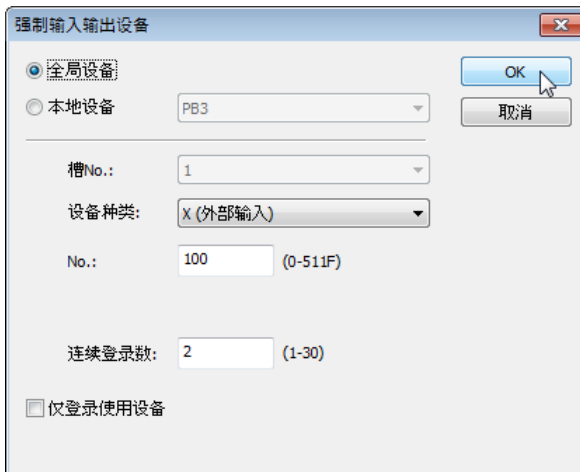 强制输入输出设备
全局设备
OK
本地设备 PB3
取消
槽No.: 1
设备种类: X (外部输入)
No.: 100 (0-511F)
连续登录数: 2 (1-30)
仅登录使用设备